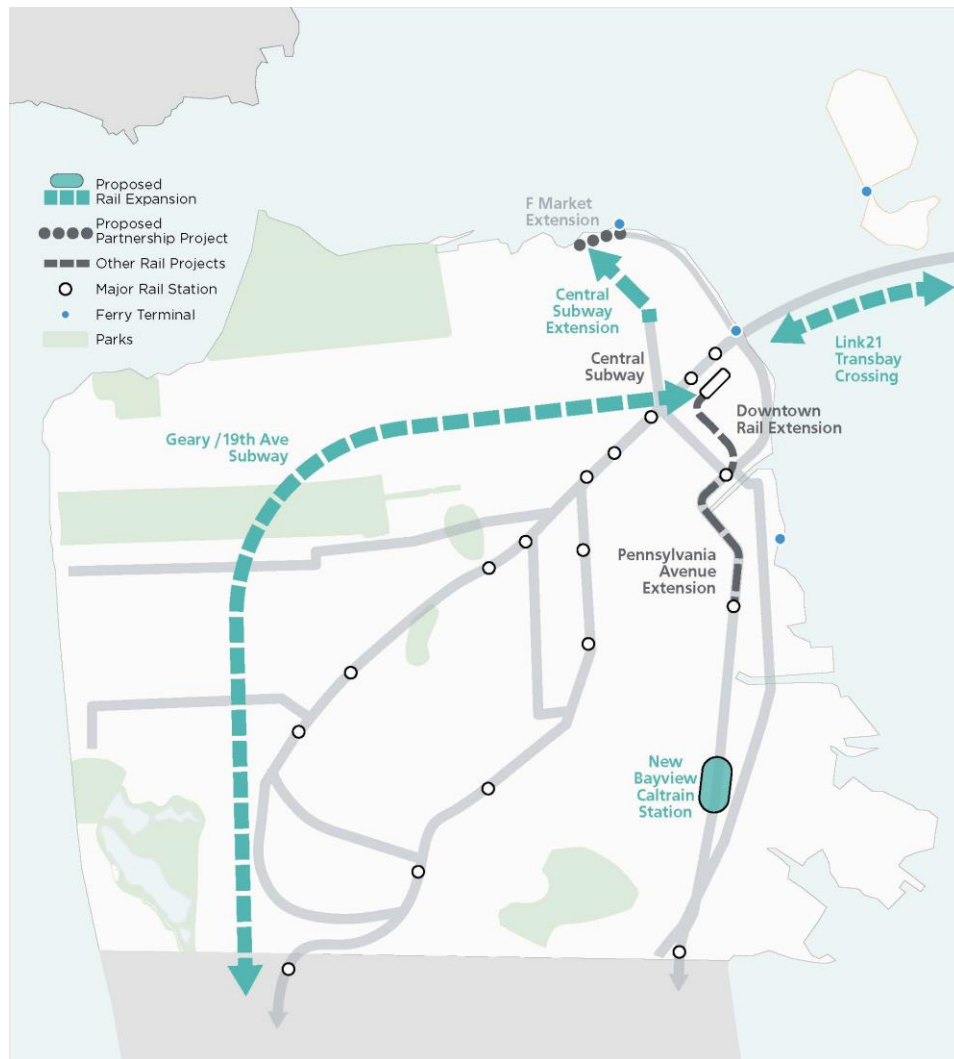 Proposed
Rail Expansion
Proposed
Partnership Project
Other Rail Projects
Major Rail Station
Ferry Terminal
Parks
F Market
Extension
Central
Subway
Extension
Link21
Transbay
Crossing
Central
Subway
Downtown
Rail Extension
Geary / 19th Ave
Subway
Pennsylvania
Avenue
Extension
New
Bayview
Caltrain
Station